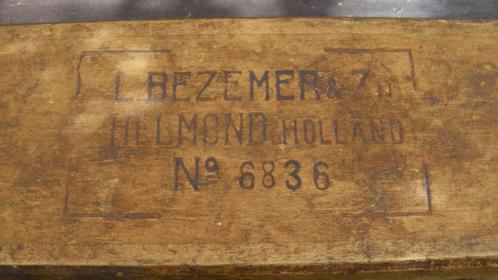 L. BEZEMER & Zn
HELMOND. HOLLAND
Nº 6836